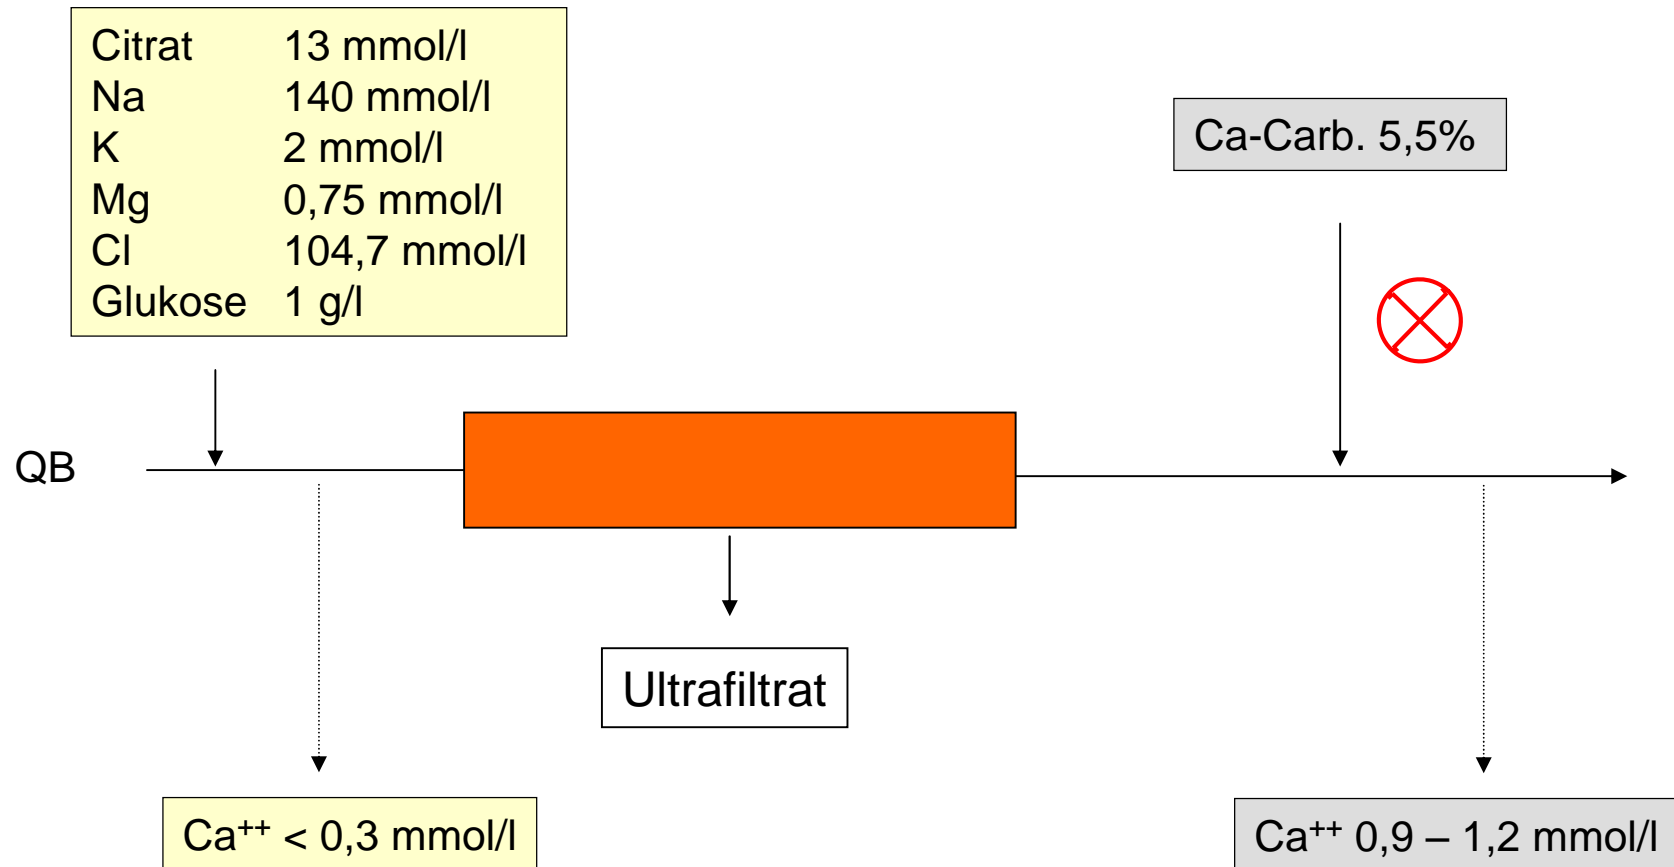 Citrat 13 mmol/l
Na 140 mmol/l
K 2 mmol/l
Mg 0,75 mmol/l
Cl 104,7 mmol/l
Glukose 1 g/l
Ca-Carb. 5,5%
QB
Ultrafiltrat
Ca⁺⁺ < 0,3 mmol/l
Ca⁺⁺ 0,9 – 1,2 mmol/l